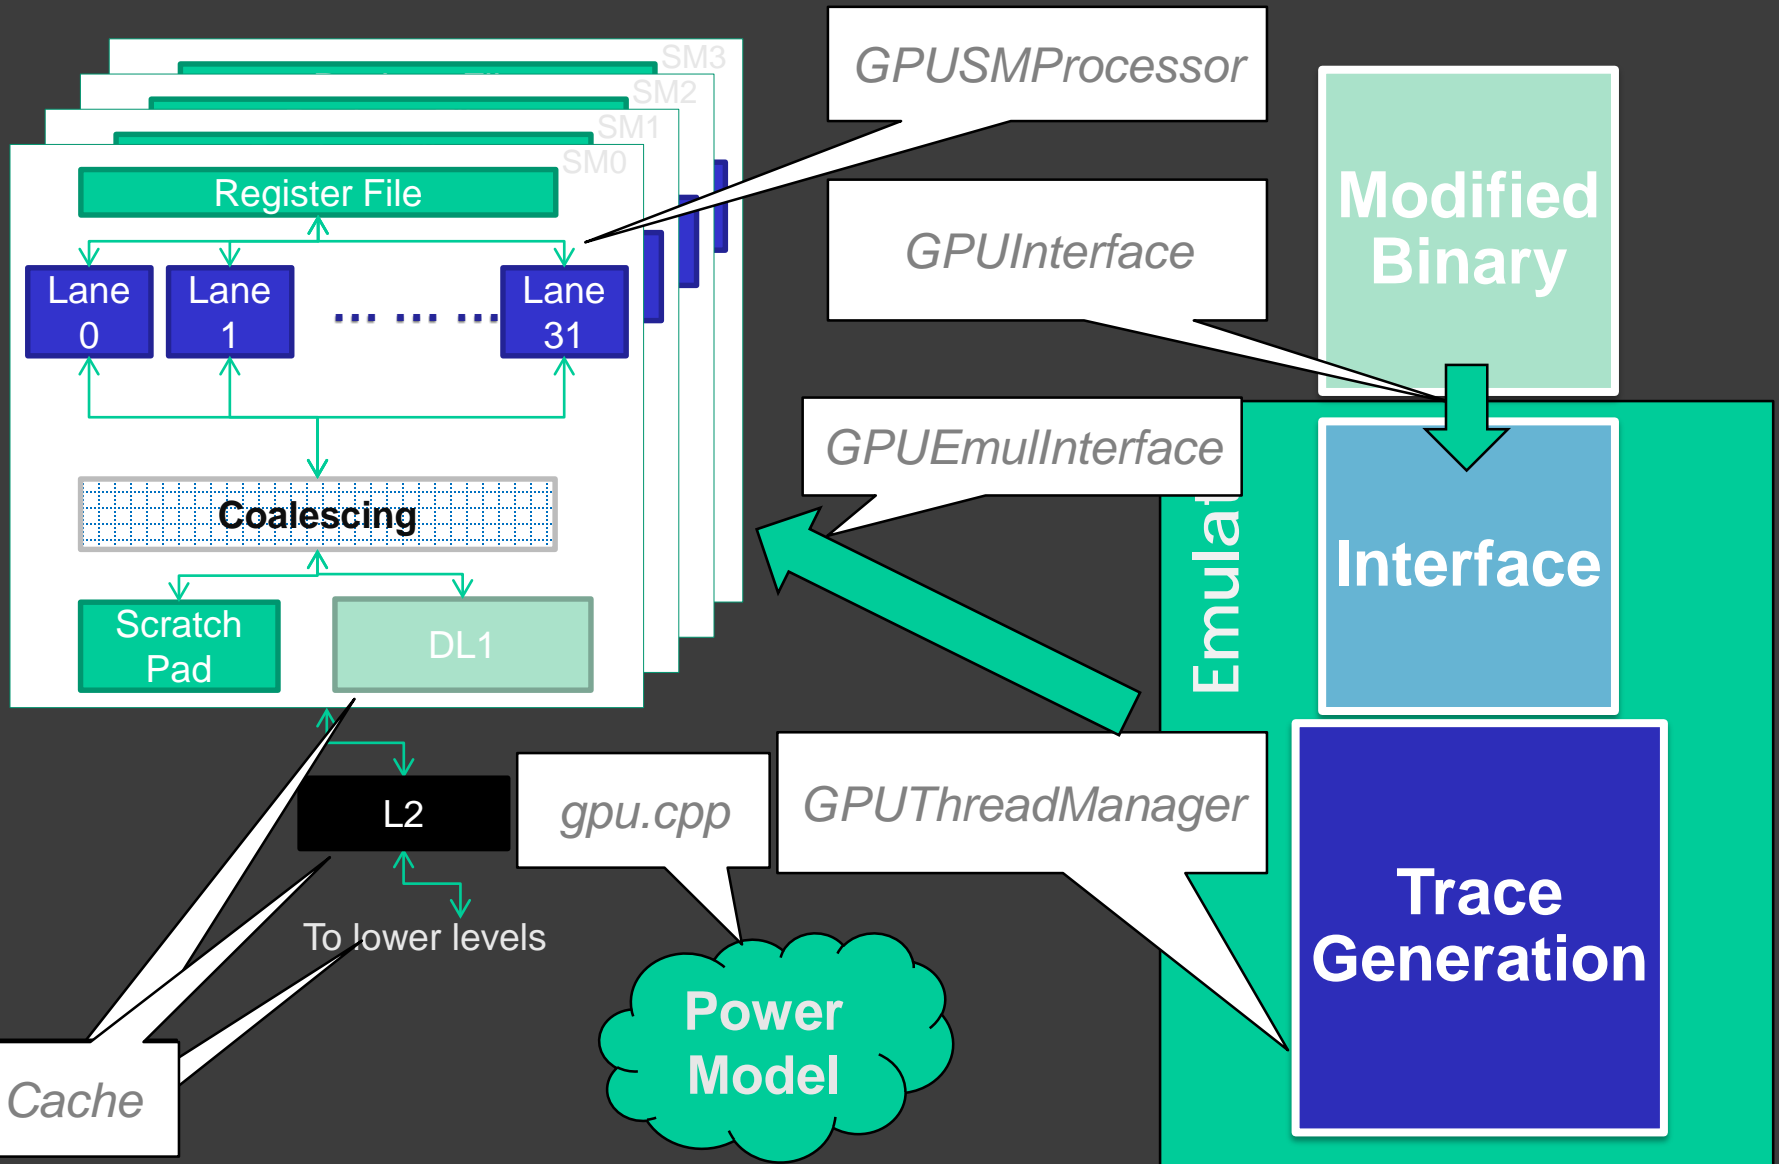 SM3
SM2
SM1
SM0
Register File
Lane
0
Lane
1
... ... ...
Lane
31
Coalescing
Scratch
Pad
DL1
L2
To lower levels
Cache
GPUSMProcessor
GPUInterface
GPUEmulInterface
GPUThreadManager
gpu.cpp
Power
Model
Modified
Binary
Emulat
Interface
Trace
Generation